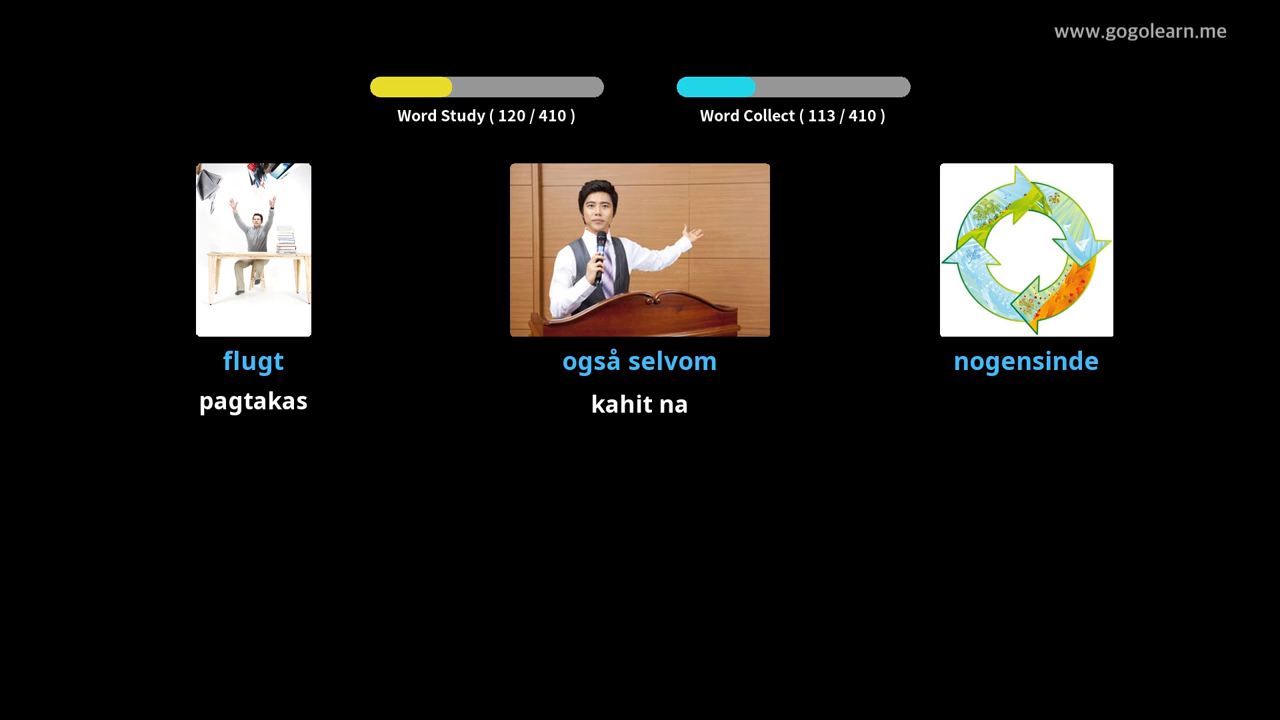 www.gogolearn.me
Word Study ( 120 / 410 )
Word Collect ( 113 / 410 )
flugt
også selvom
nogensinde
pagtakas
kahit na